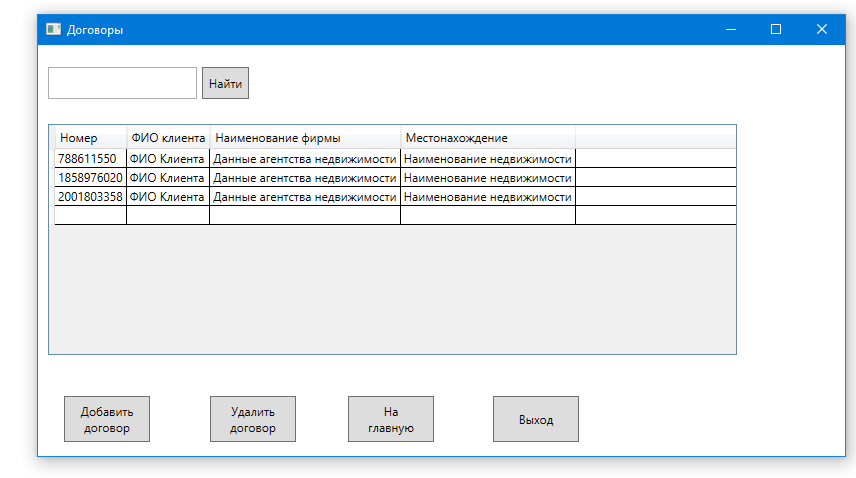 Договоры
Найти
Номер ФИО клиента Наименование фирмы Местонахождение
788611550 ФИО Клиента Данные агентства недвижимости Наименование недвижимости
1858976020 ФИО Клиента Данные агентства недвижимости Наименование недвижимости
2001803358 ФИО Клиента Данные агентства недвижимости Наименование недвижимости
Добавить
договор
Удалить
договор
На
главную
Выход